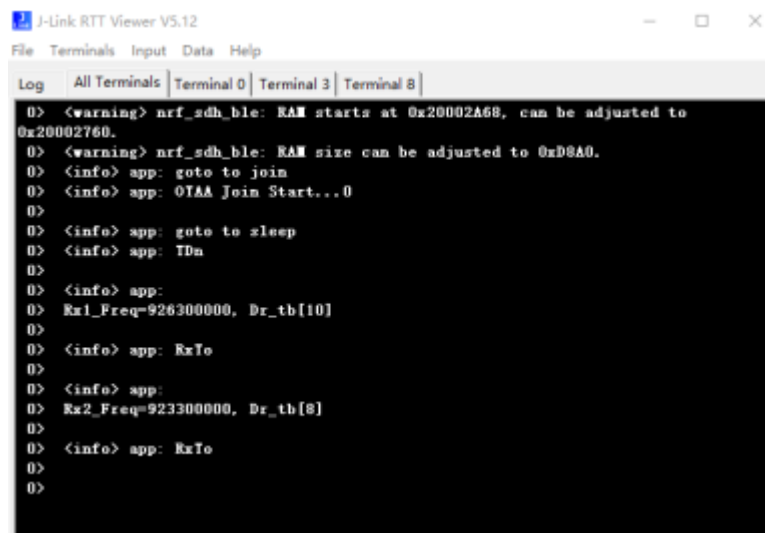 J-Link RTT Viewer V5.12
File Terminals Input Data Help
Log All Terminals Terminal 0 Terminal 3 Terminal 8
0> <warning> nrf_sdh_ble: RAM starts at 0x20002A68, can be adjusted to
0x20002760.
0> <warning> nrf_sdh_ble: RAM size can be adjusted to 0xD8A0.
0> <info> app: goto to join
0> <info> app: OTAA Join Start...0
0>
0> <info> app: goto to sleep
0> <info> app: TDn
0>
0> <info> app:
0> Rx1_Freq=926300000, Dr_tb[10]
0>
0> <info> app: RxTo
0>
0> <info> app:
0> Rx2_Freq=923300000, Dr_tb[8]
0>
0> <info> app: RxTo
0>
0>